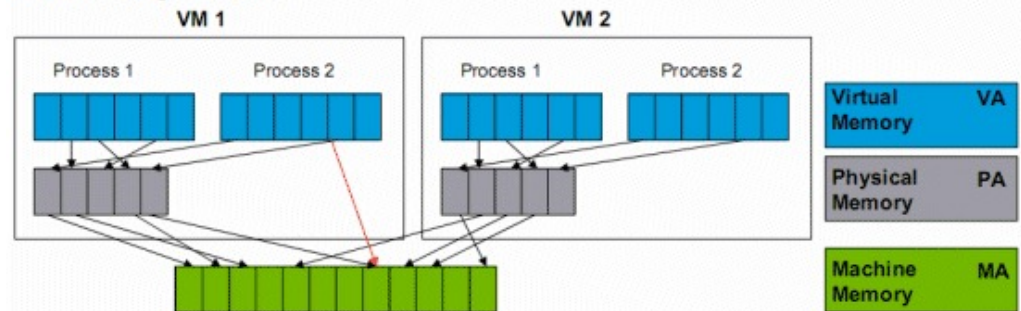 VM 1
VM 2
Process 1
Process 2
Process 1
Process 2
Virtual VA
Memory
Physical PA
Memory
Machine MA
Memory